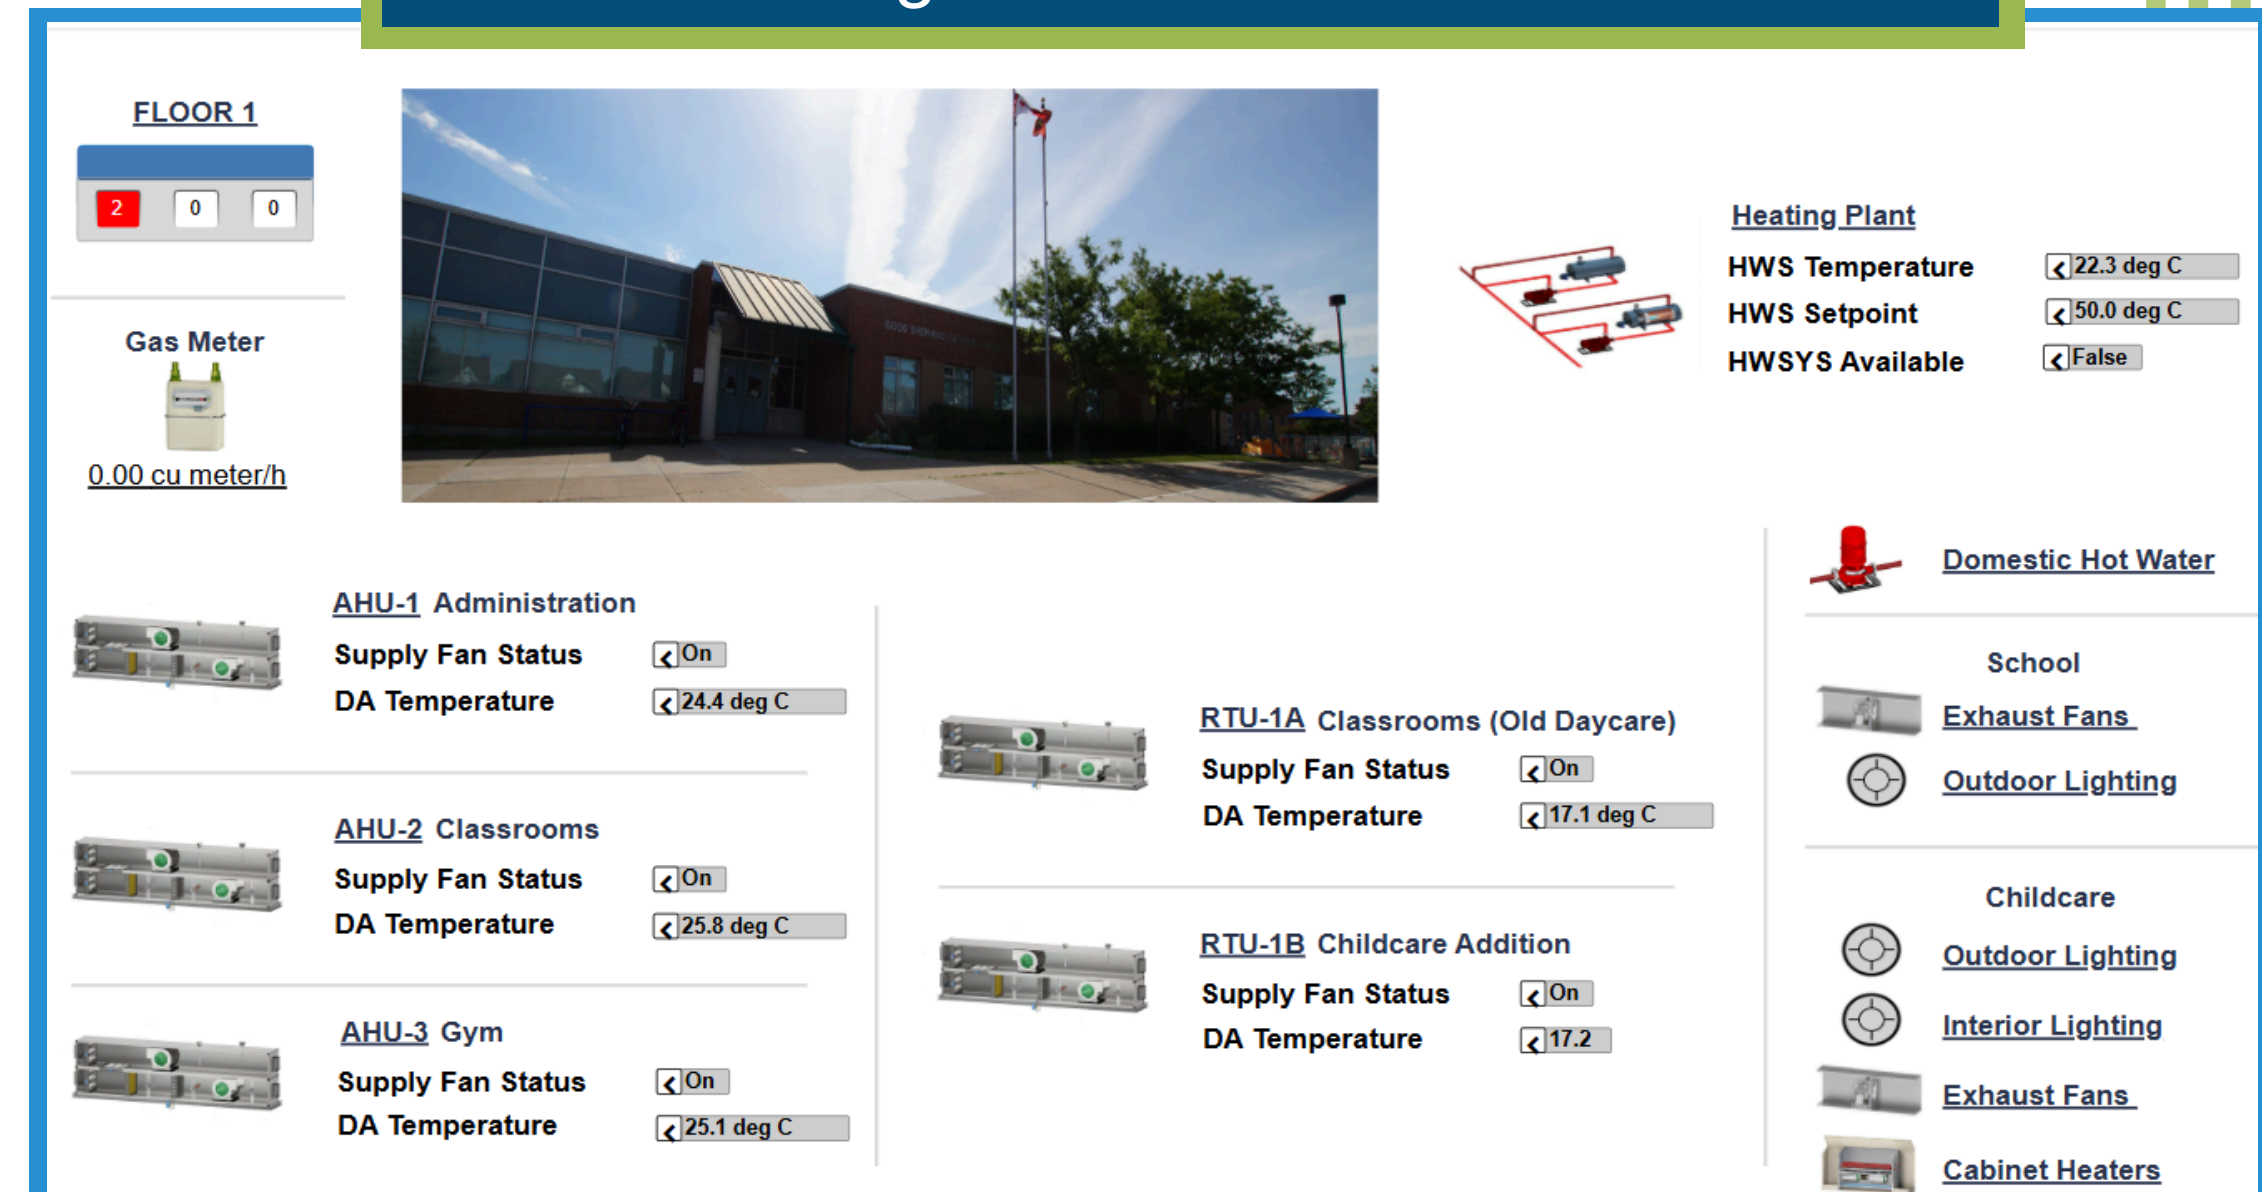 FLOOR 1
2 0 0
Gas Meter
0.00 cu meter/h
GOOD SHEPHERD
Heating Plant
HWS Temperature 22.3 deg C
HWS Setpoint 50.0 deg C
HWSYS Available False
AHU-1 Administration
Supply Fan Status On
DA Temperature 24.4 deg C
AHU-2 Classrooms
Supply Fan Status On
DA Temperature 25.8 deg C
AHU-3 Gym
Supply Fan Status On
DA Temperature 25.1 deg C
RTU-1A Classrooms (Old Daycare)
Supply Fan Status On
DA Temperature 17.1 deg C
RTU-1B Childcare Addition
Supply Fan Status On
DA Temperature 17.2
Domestic Hot Water
School
Exhaust Fans
Outdoor Lighting
Childcare
Outdoor Lighting
Interior Lighting
Exhaust Fans
Cabinet Heaters